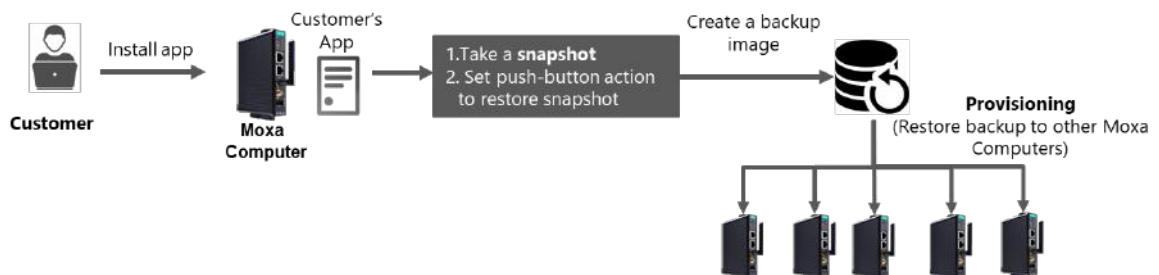 Customer
Install app
Moxa
Computer
Customer's
App
1.Take a snapshot
2. Set push-button action
to restore snapshot
Create a backup
image
Provisioning
(Restore backup to other Moxa
Computers)